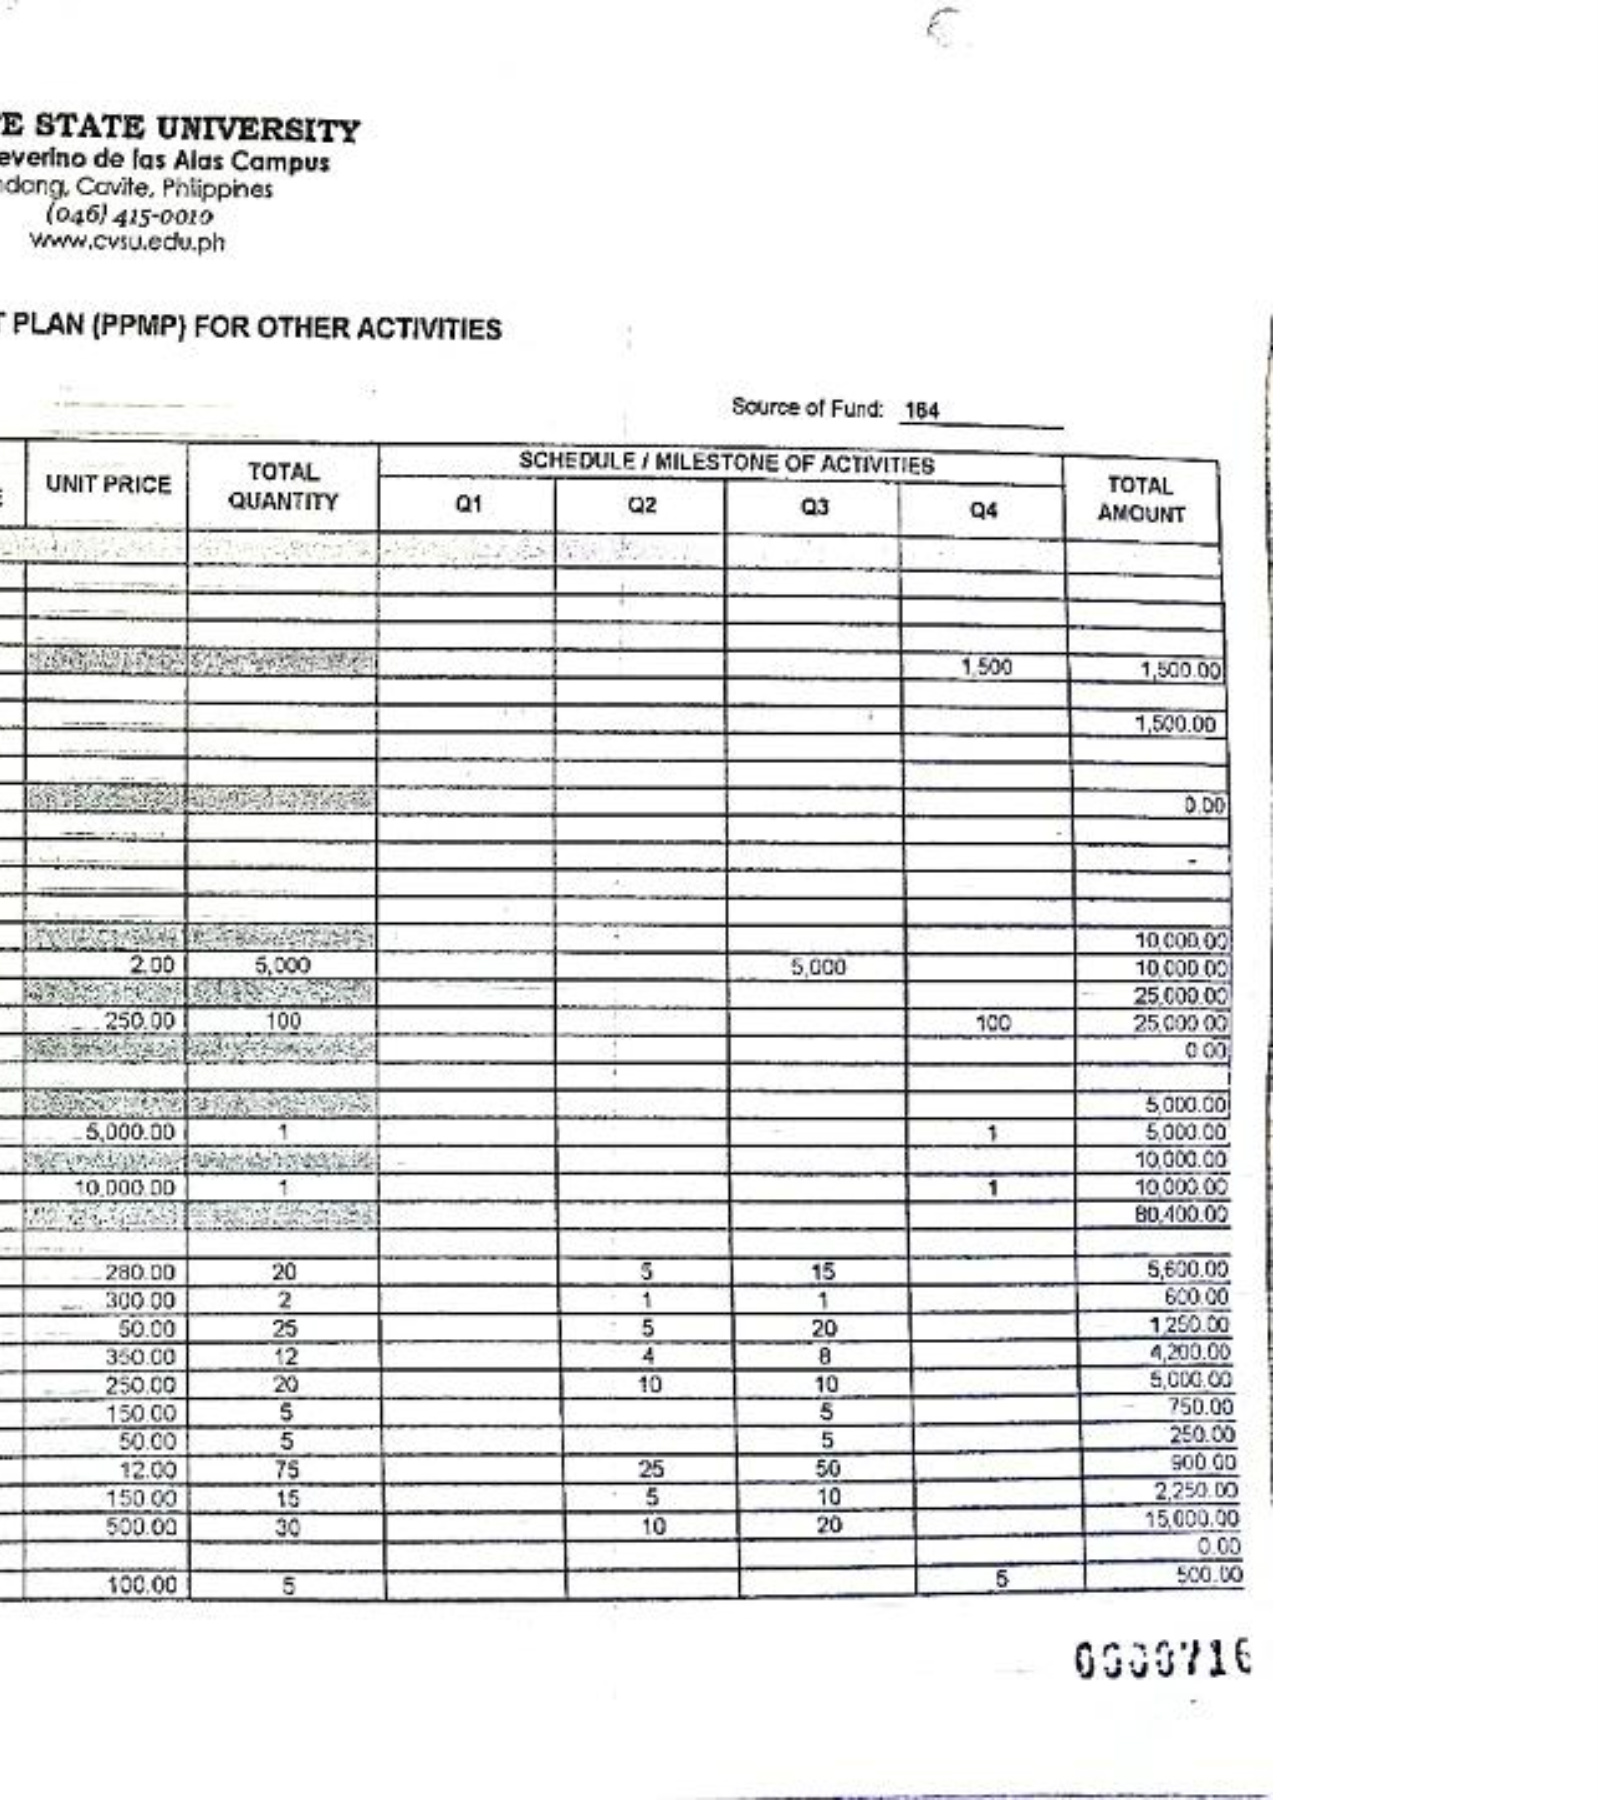 E STATE UNIVERSITY
everino de las Alas Campus
ndang, Cavite, Philippines
(046) 415-0010
www.cvsu.edu.ph
T PLAN (PPMP) FOR OTHER ACTIVITIES
Source of Fund: 164
SCHEDULE / MILESTONE OF ACTIVITIES
UNIT PRICE TOTAL QUANTITY Q1 Q2 Q3 Q4 TOTAL AMOUNT
1,500 1,500.00
1,500.00
0.00
-
10,000.00
2.00 5,000 5,000 10,000.00
25,000.00
250.00 100 100 25,000.00
0.00
5,000.00
5,000.00 1 1 5,000.00
10,000.00
10,000.00 1 1 10,000.00
80,400.00
280.00 20 5 15 5,600.00
300.00 2 1 1 600.00
50.00 25 5 20 1,250.00
350.00 12 4 8 4,200.00
250.00 20 10 10 5,000.00
150.00 5 5 750.00
50.00 5 5 250.00
12.00 75 25 50 900.00
150.00 15 5 10 2,250.00
500.00 30 10 20 15,000.00
0.00
100.00 5 5 500.00
0000716